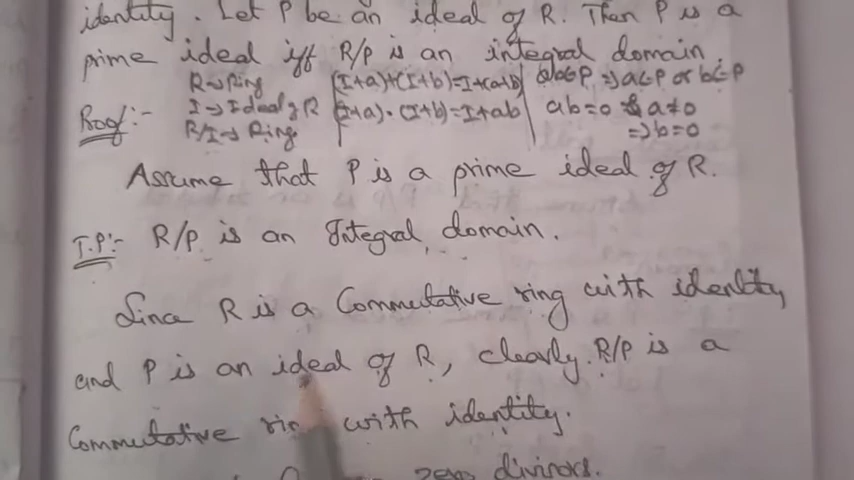 identity. Let P be an ideal of R. Then P is a
prime ideal iff R/P is an integral domain.
R→Ring (I+a)+(I+b)=I+(a+b) ab∈P ⇒ a∈P or b∈P
Proof:- I→Ideal of R (I+a)·(I+b)=I+ab ab=0 & a≠0
R/I→ Ring ⇒b=0
Assume that P is a prime ideal of R.
T.P:- R/P is an Integral domain.
Since R is a Commutative ring with identity
and P is an ideal of R, clearly R/P is a
Commutative rin with identity.
zero divisors.